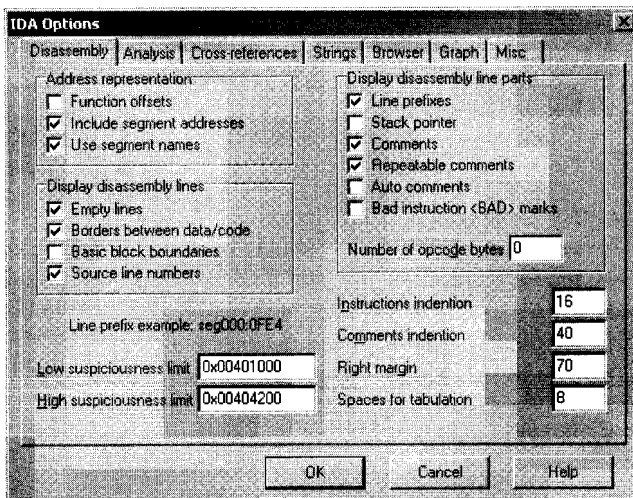 IDA Options
Disassembly Analysis Cross-references Strings Browser Graph Misc
Address representation
Function offsets
Include segment addresses
Use segment names
Display disassembly lines
Empty lines
Borders between data/code
Basic block boundaries
Source line numbers
Line prefix example: seg000:0FE4
Low suspiciousness limit 0x00401000
High suspiciousness limit 0x00404200
Display disassembly line parts
Line prefixes
Stack pointer
Comments
Repeatable comments
Auto comments
Bad instruction <BAD> marks
Number of opcode bytes 0
Instructions indention 16
Comments indention 40
Right margin 70
Spaces for tabulation 8
OK Cancel Help